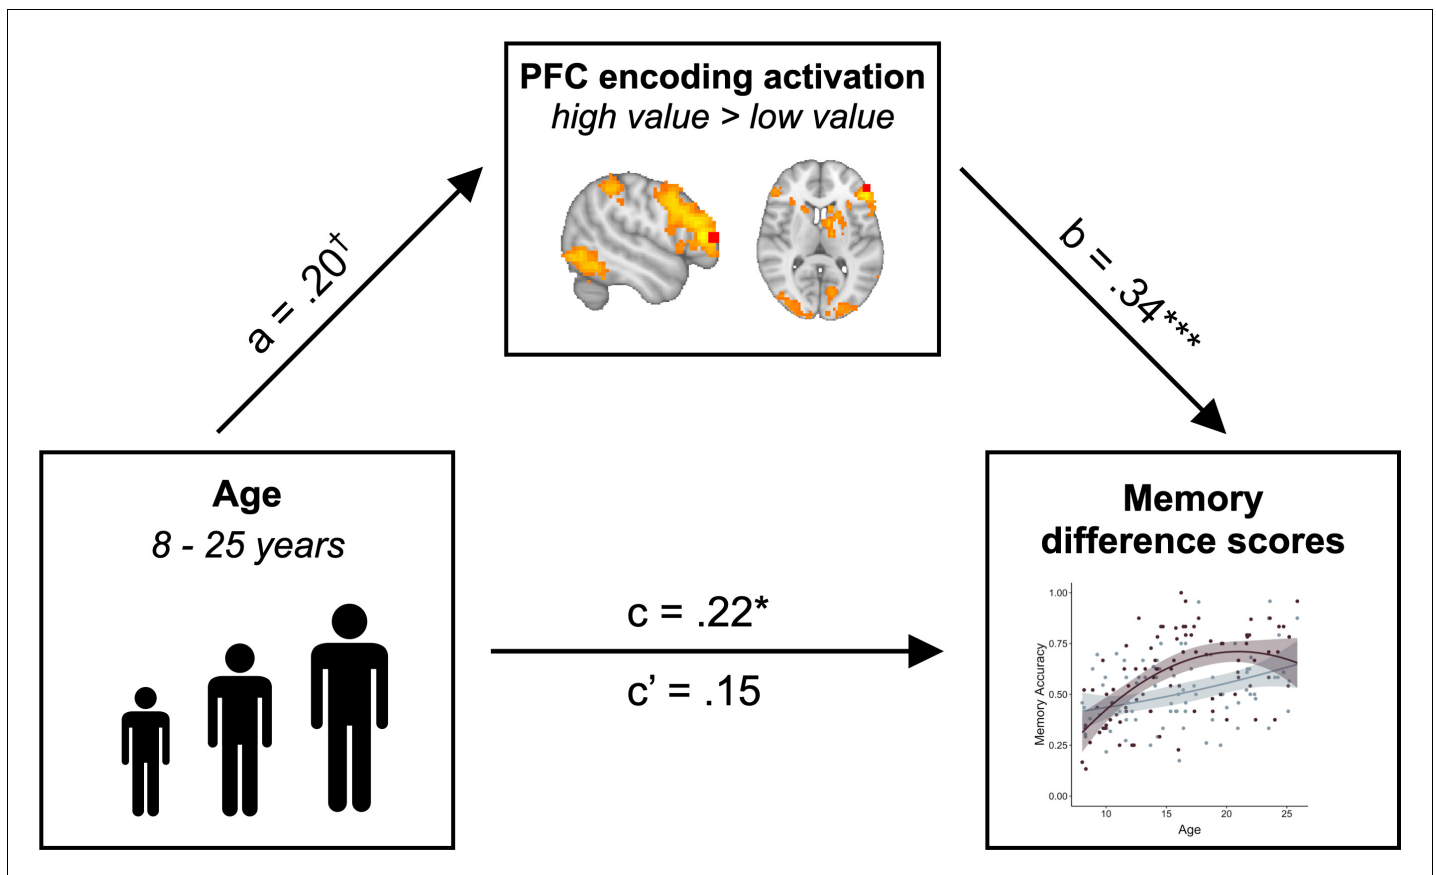 PFC encoding activation
high value > low value
a = .20†
b = .34***
Age
8 - 25 years
c = .22*
c’ = .15
Memory
difference scores
1.00
0.75
0.50
0.25
0.00
Memory Accuracy
10 15 20 25
Age